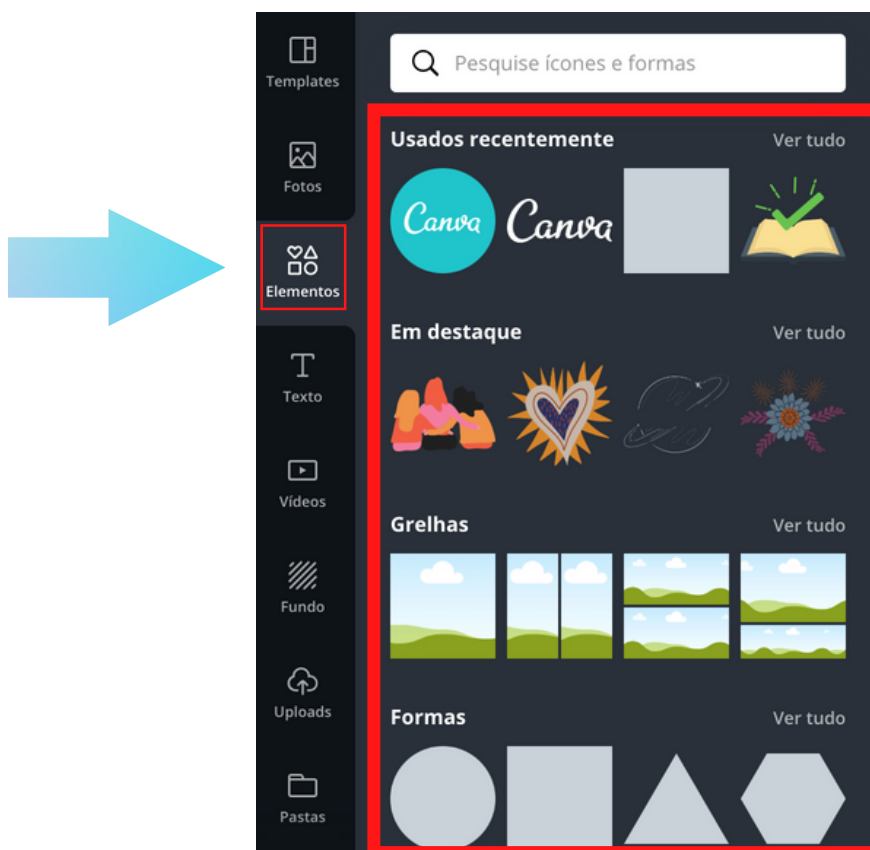 Templates
Fotos
Elementos
Texto
Vídeos
Fundo
Uploads
Pastas
Pesquise ícones e formas
Usados recentemente Ver tudo
Canva Canva
Em destaque Ver tudo
Grelhas Ver tudo
Formas Ver tudo